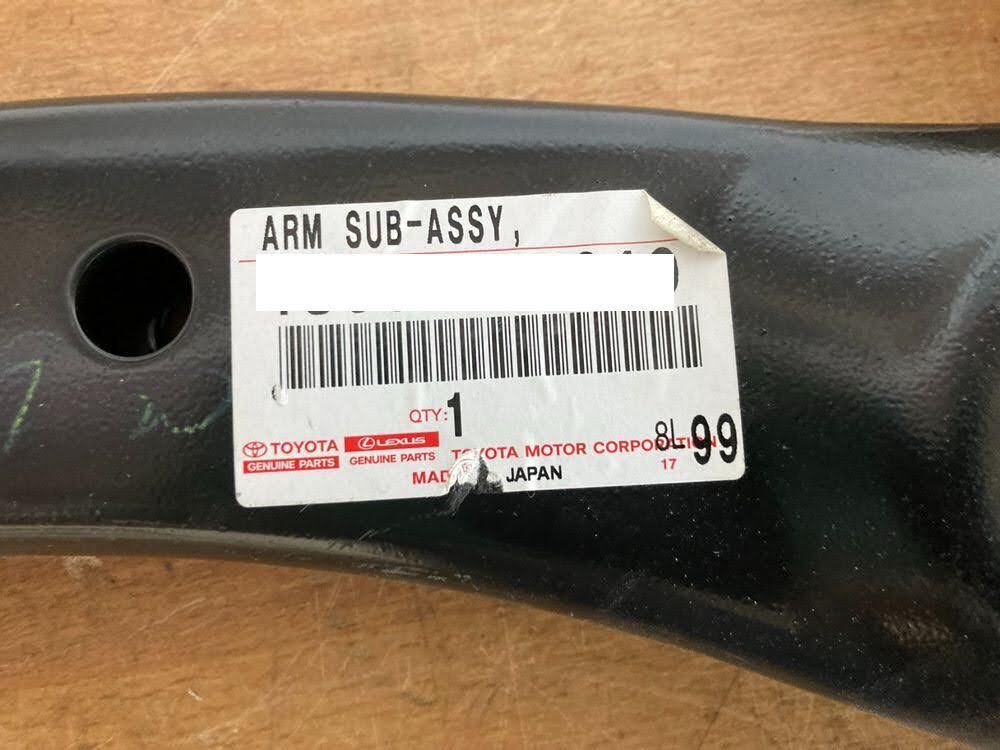 ARM SUB-ASSY,
QTY: 1
TOYOTA
GENUINE PARTS
LEXUS
GENUINE PARTS
TOYOTA MOTOR CORPORATION
8L 99
17
JAPAN